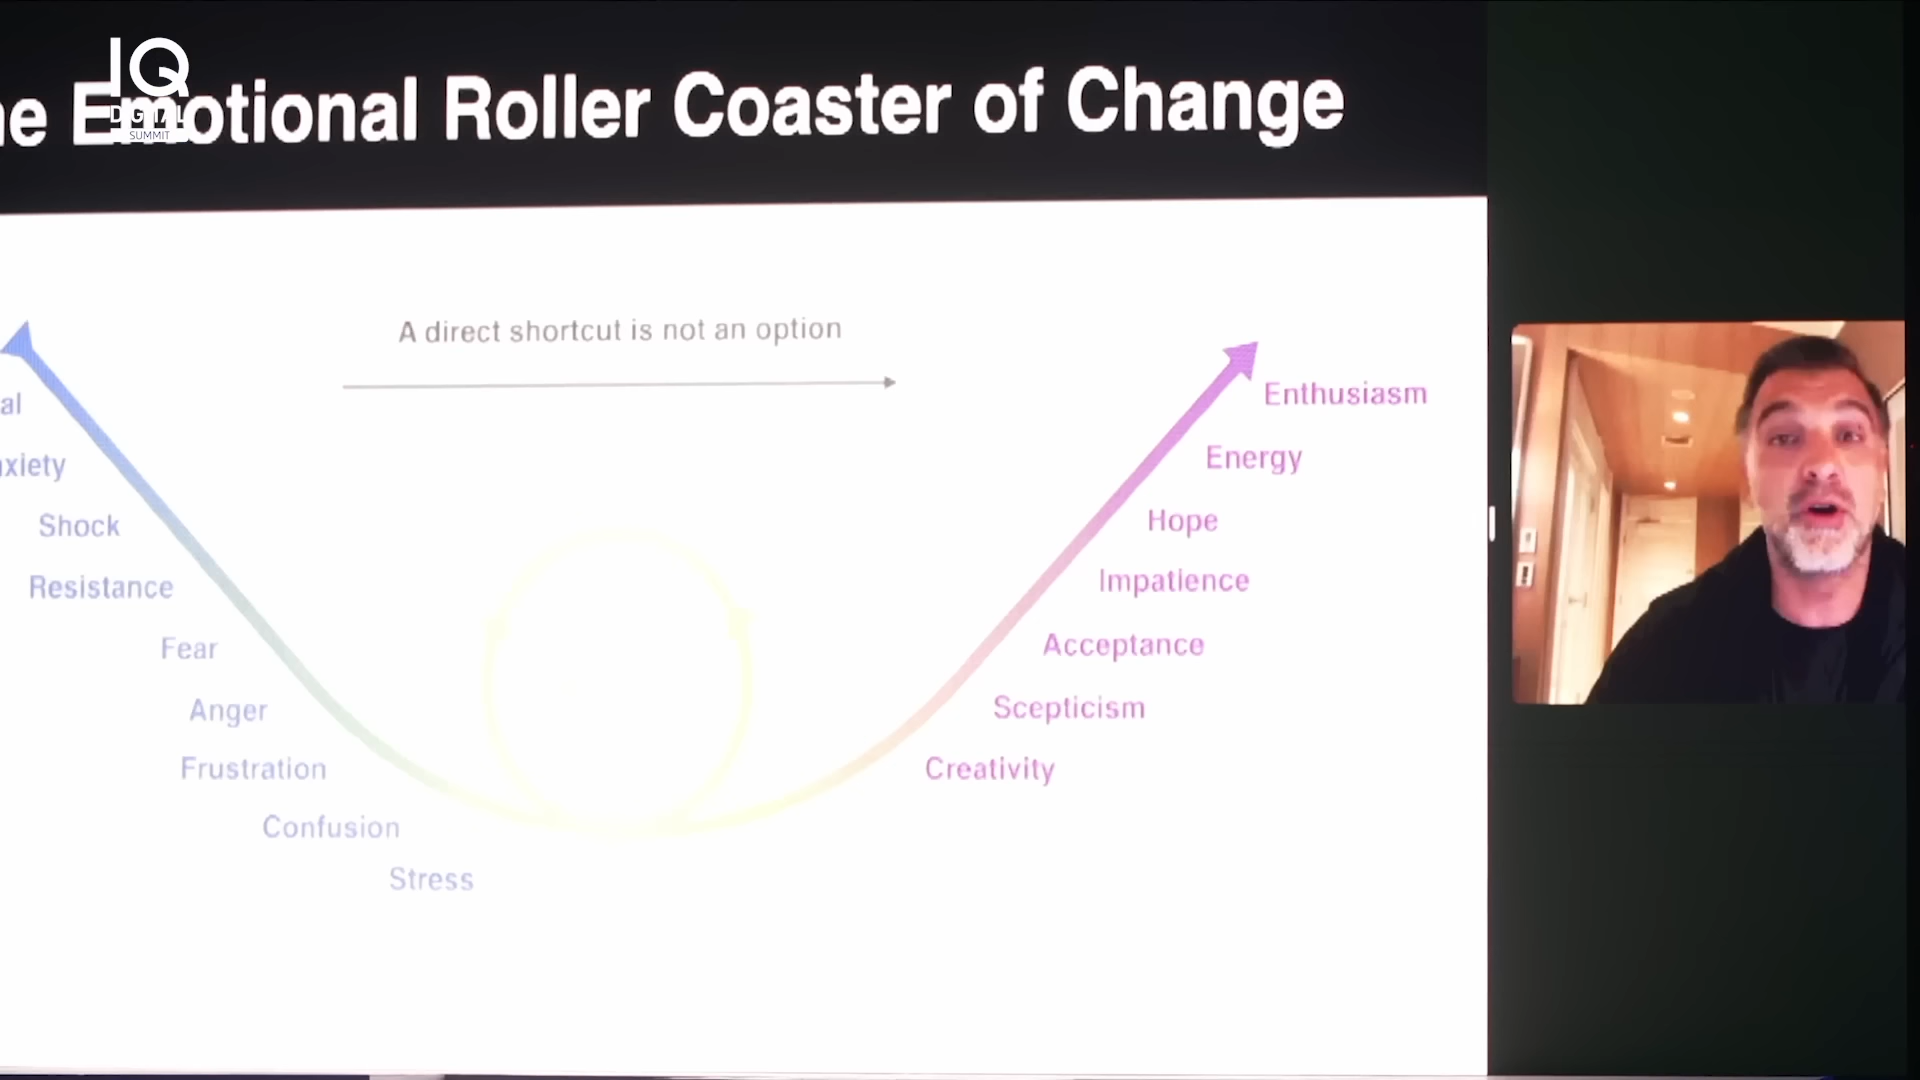 IQ
DIGITAL
SUMMIT
e Emotional Roller Coaster of Change
A direct shortcut is not an option
al
xiety
Shock
Resistance
Fear
Anger
Frustration
Confusion
Stress
Enthusiasm
Energy
Hope
Impatience
Acceptance
Scepticism
Creativity